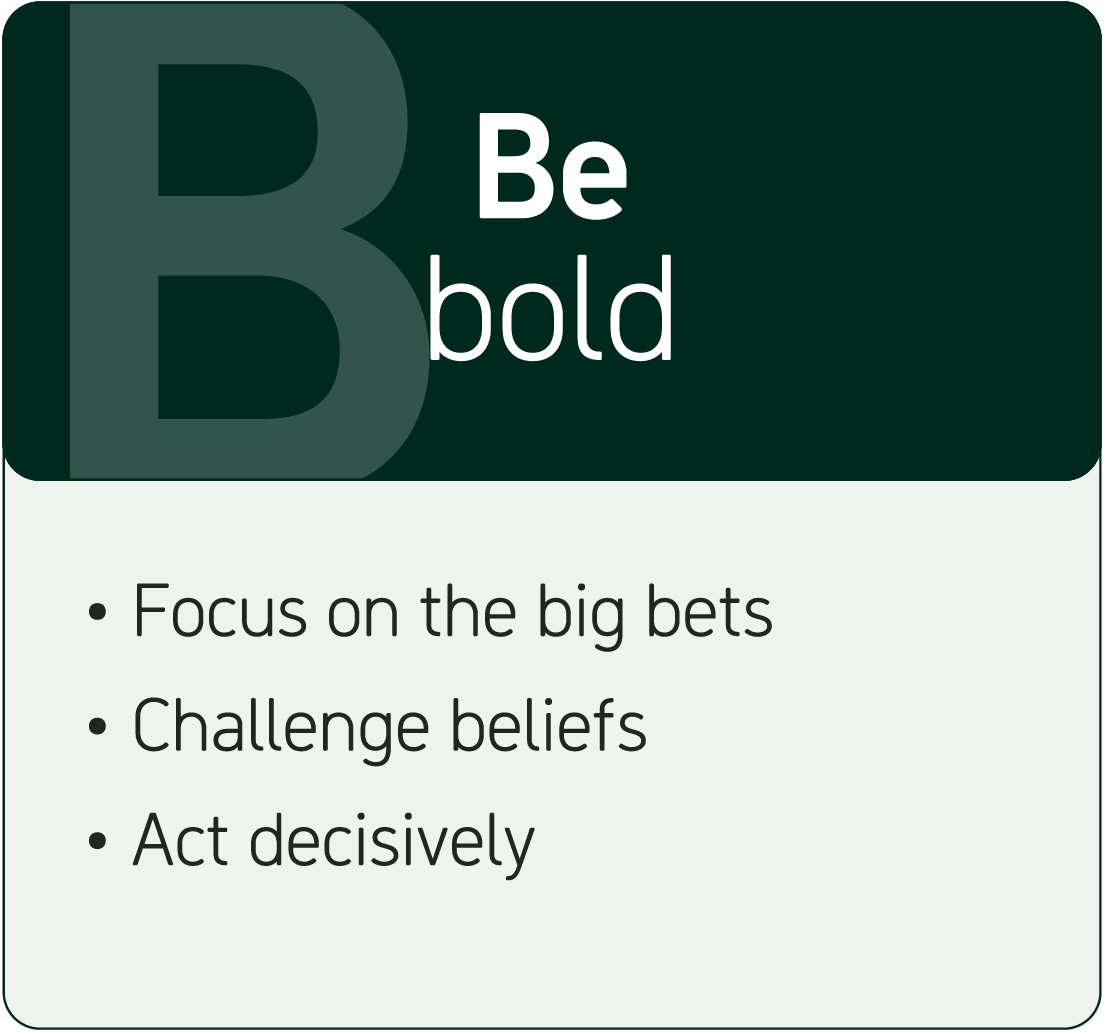 B
Be
bold
• Focus on the big bets
• Challenge beliefs
• Act decisively